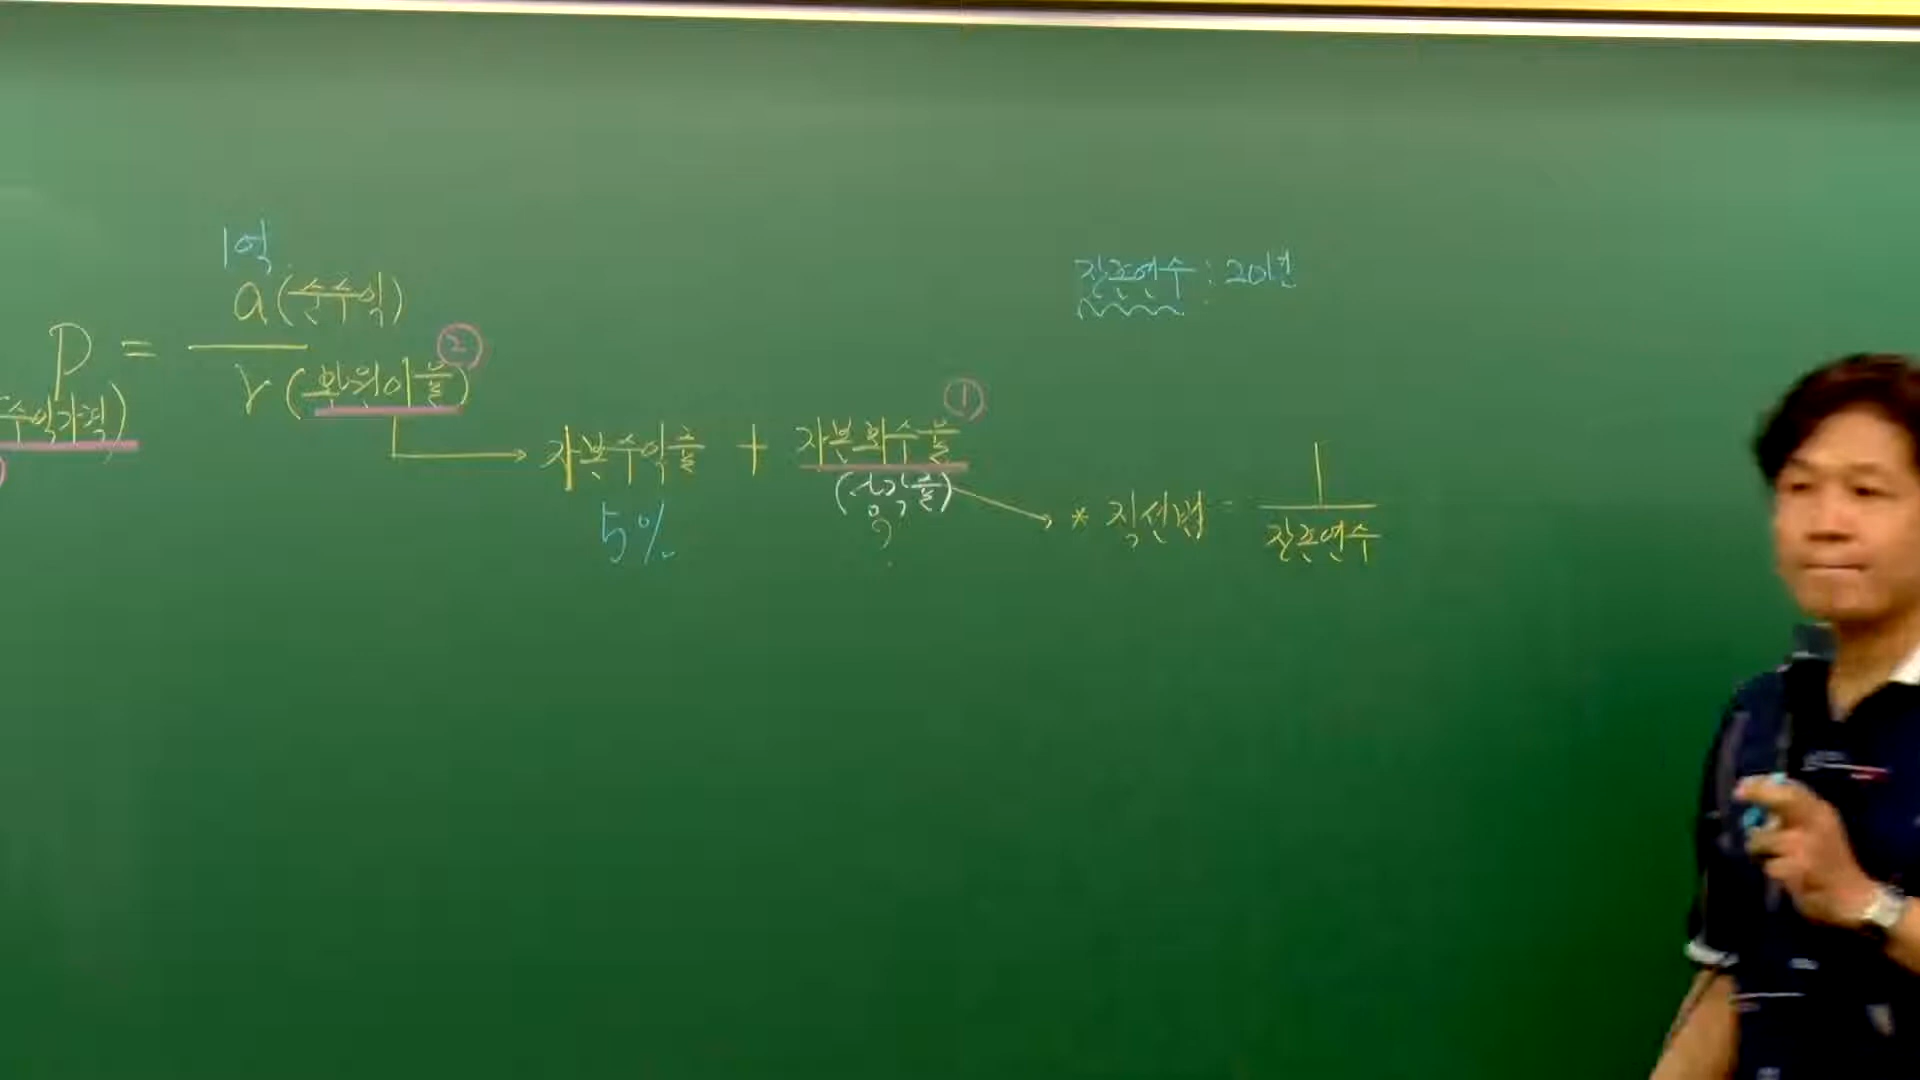 1억
a (순수익)
P = ───
r (환원이율) ②
수익가격)
자본수익률 + 자본회수율 ①
(상각률)
5%
?
* 직선법 = 1 / 잔존연수
잔존연수 : 20년